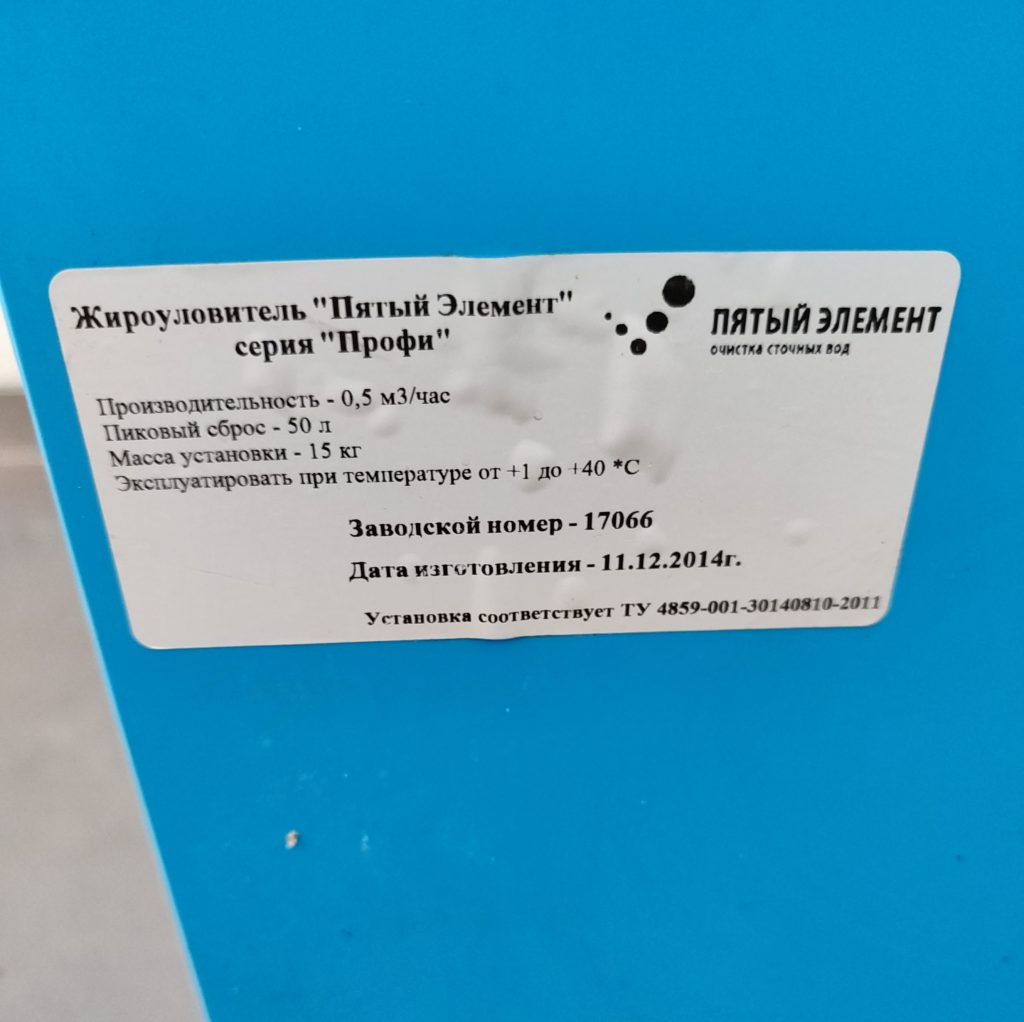 Жироуловитель "Пятый Элемент"
серия "Профи"
ПЯТЫЙ ЭЛЕМЕНТ
ОЧИСТКА СТОЧНЫХ ВОД
Производительность - 0,5 м3/час
Пиковый сброс - 50 л
Масса установки - 15 кг
Эксплуатировать при температуре от +1 до +40 *С
Заводской номер - 17066
Дата изготовления - 11.12.2014г.
Установка соответствует ТУ 4859-001-30140810-2011